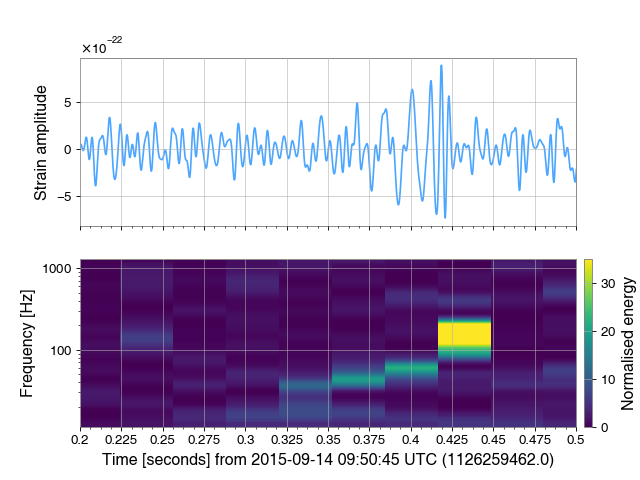 ×10⁻²²
Strain amplitude
5
0
−5
Frequency [Hz]
1000
100
0.2 0.225 0.25 0.275 0.3 0.325 0.35 0.375 0.4 0.425 0.45 0.475 0.5
Time [seconds] from 2015-09-14 09:50:45 UTC (1126259462.0)
30
20
10
0
Normalised energy